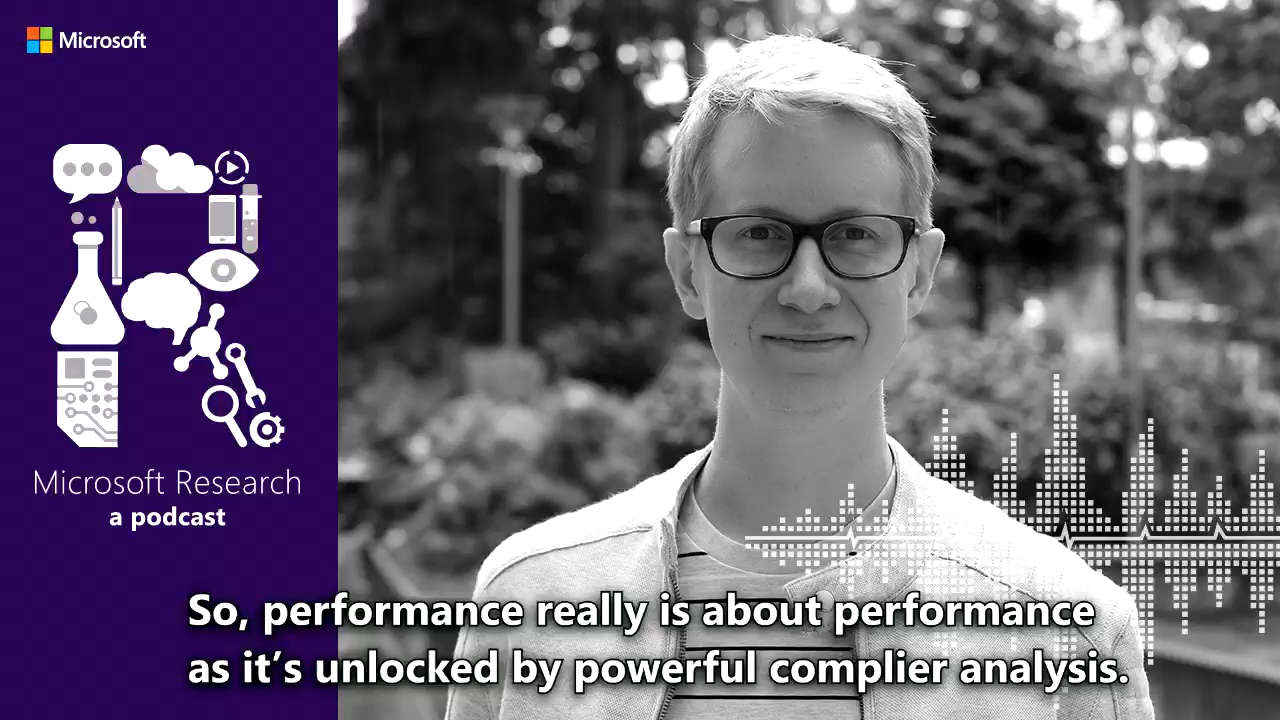 Microsoft
Microsoft Research
a podcast
So, performance really is about performance
as it’s unlocked by powerful complier analysis.